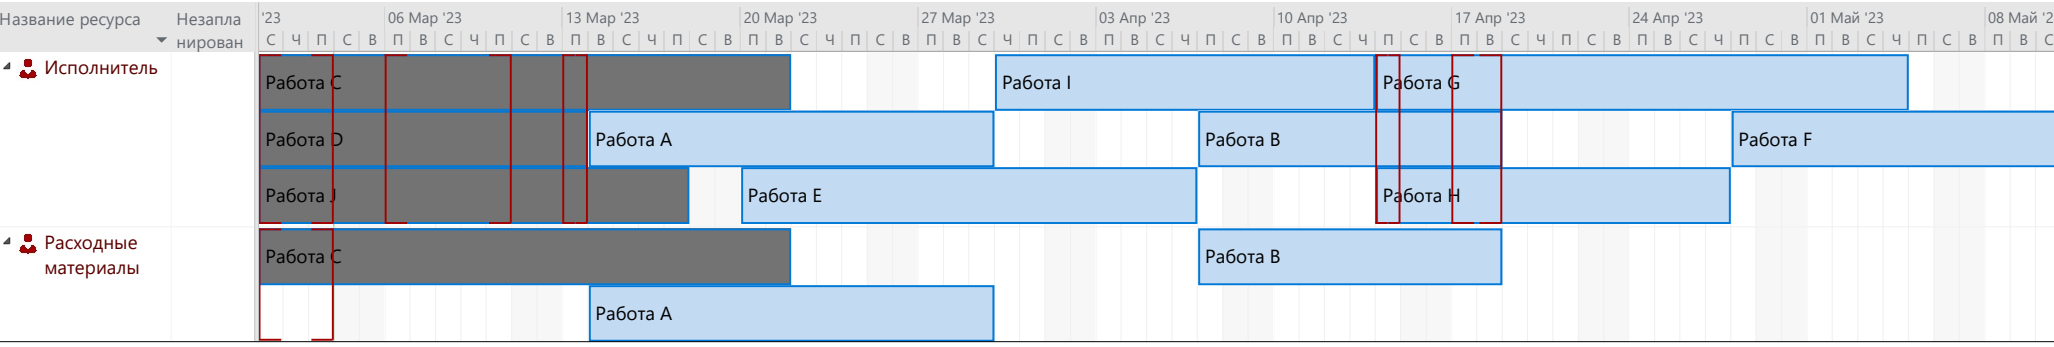 Название ресурса
Незапла
нирован
'23 06 Мар '23 13 Мар '23 20 Мар '23 27 Мар '23 03 Апр '23 10 Апр '23 17 Апр '23 24 Апр '23 01 Май '23 08 Май '2
С Ч П С В П В С Ч П С В П В С Ч П С В П В С Ч П С В П В С Ч П С В П В С Ч П С В П В С Ч П С В П В С Ч П С В П В С Ч П С В П В С Ч П С В П В С
Исполнитель
Работа C
Работа I
Работа G
Работа D
Работа A
Работа B
Работа F
Работа J
Работа E
Работа H
Расходные
материалы
Работа C
Работа B
Работа A